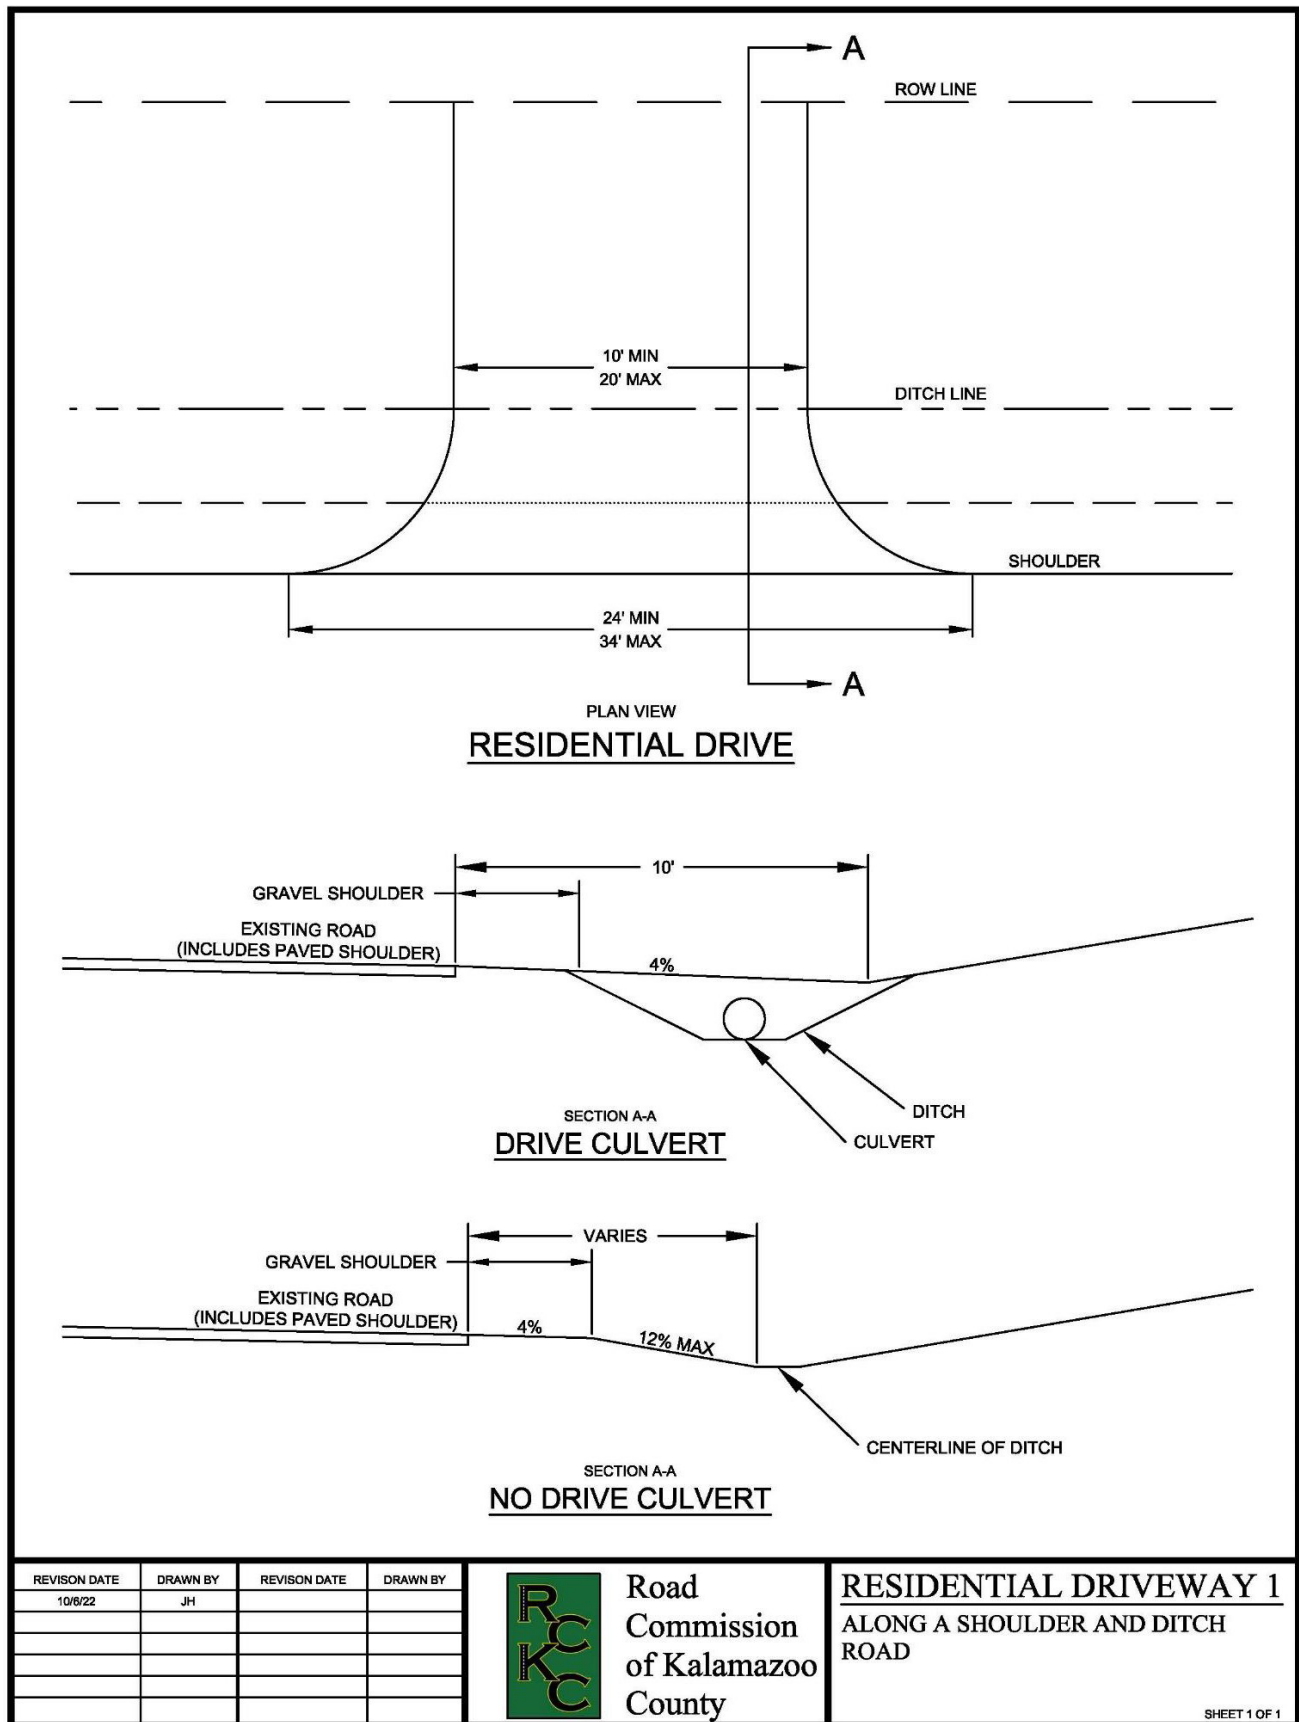 A
ROW LINE
10' MIN
20' MAX
DITCH LINE
SHOULDER
24' MIN
34' MAX
A
PLAN VIEW
RESIDENTIAL DRIVE
10'
GRAVEL SHOULDER
EXISTING ROAD
(INCLUDES PAVED SHOULDER)
4%
DITCH
CULVERT
SECTION A-A
DRIVE CULVERT
VARIES
GRAVEL SHOULDER
EXISTING ROAD
(INCLUDES PAVED SHOULDER)
4%
12% MAX
CENTERLINE OF DITCH
SECTION A-A
NO DRIVE CULVERT
REVISON DATE DRAWN BY REVISON DATE DRAWN BY
10/6/22 JH
RCKC
Road
Commission
of Kalamazoo
County
RESIDENTIAL DRIVEWAY 1
ALONG A SHOULDER AND DITCH
ROAD
SHEET 1 OF 1